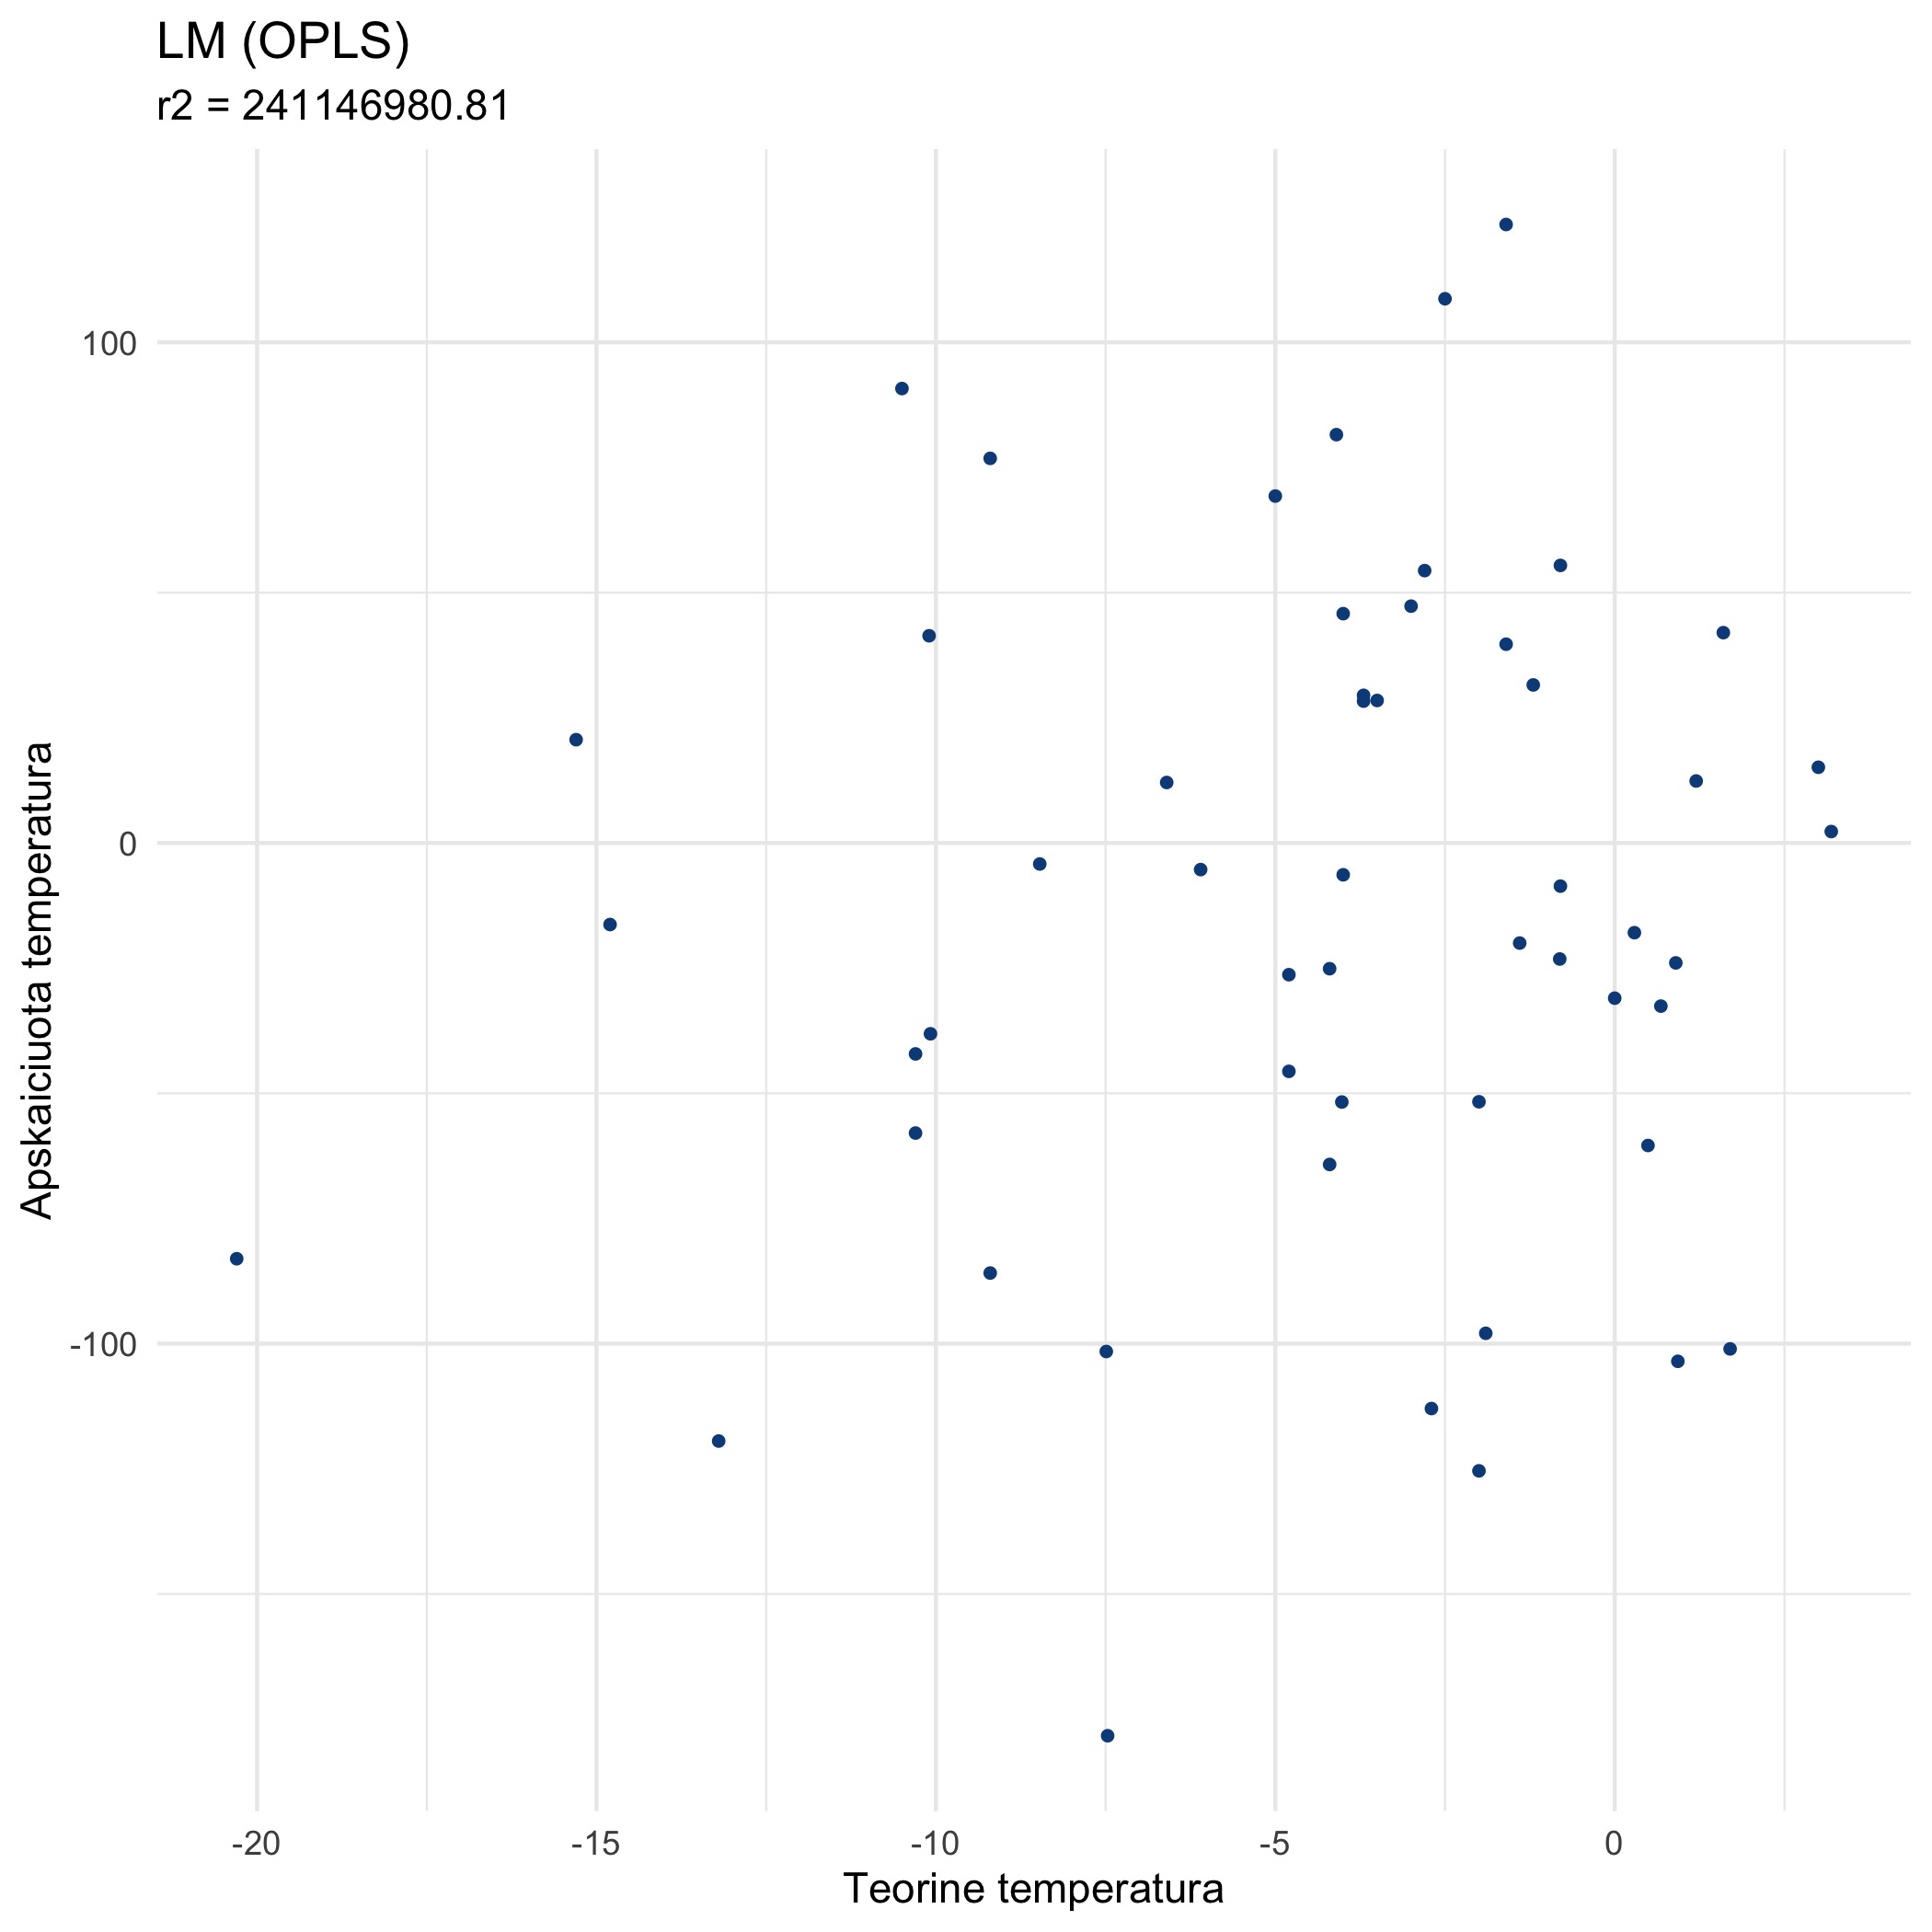 LM (OPLS)
r2 = 241146980.81
100
0
-100
Apskaiciuota temperatura
-20
-15
-10
-5
0
Teorine temperatura